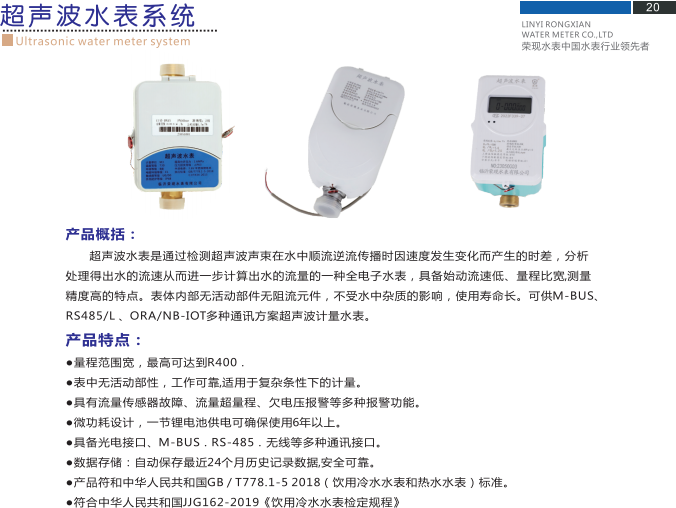 超声波水表系统
Ultrasonic water meter system
20
LINYI RONGXIAN
WATER METER CO.,LTD
荣现水表中国水表行业领先者
超声波水表
超声波水表
超声波水表
产品概括：
超声波水表是通过检测超声波声束在水中顺流逆流传播时因速度发生变化而产生的时差，分析
处理得出水的流速从而进一步计算出水的流量的一种全电子水表，具备始动流速低、量程比宽,测量
精度高的特点。表体内部无活动部件无阻流元件，不受水中杂质的影响，使用寿命长。可供M-BUS、
RS485/L 、ORA/NB-IOT多种通讯方案超声波计量水表。
产品特点：
●量程范围宽，最高可达到R400．
●表中无活动部性，工作可靠,适用于复杂条性下的计量。
●具有流量传感器故障、流量超量程、欠电压报警等多种报警功能。
●微功耗设计，一节锂电池供电可确保使用6年以上。
●具备光电接口、M-BUS．RS-485．无线等多种通讯接口。
●数据存储：自动保存最近24个月历史记录数据,安全可靠。
●产品符和中华人民共和国GB / T778.1-5 2018（饮用冷水水表和热水水表）标准。
●符合中华人民共和国JJG162-2019《饮用冷水水表检定规程》